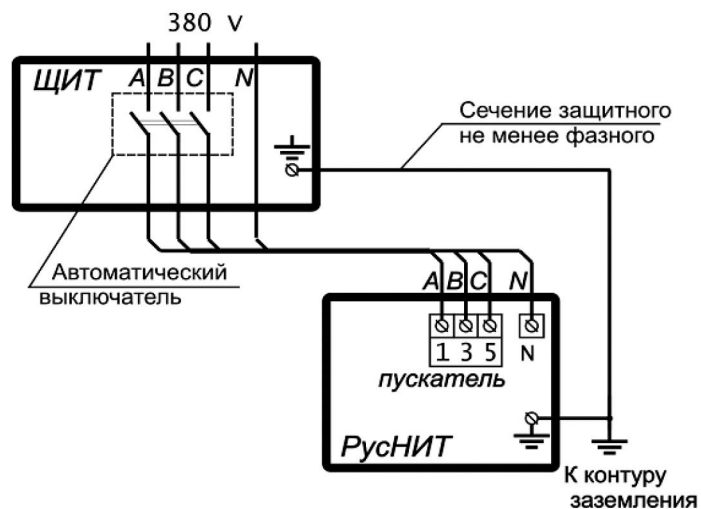 380 V
ЩИТ A B C N
Сечение защитного
не менее фазного
Автоматический
выключатель
A B C N
1 3 5 N
пускатель
РусНИТ
К контуру
заземления